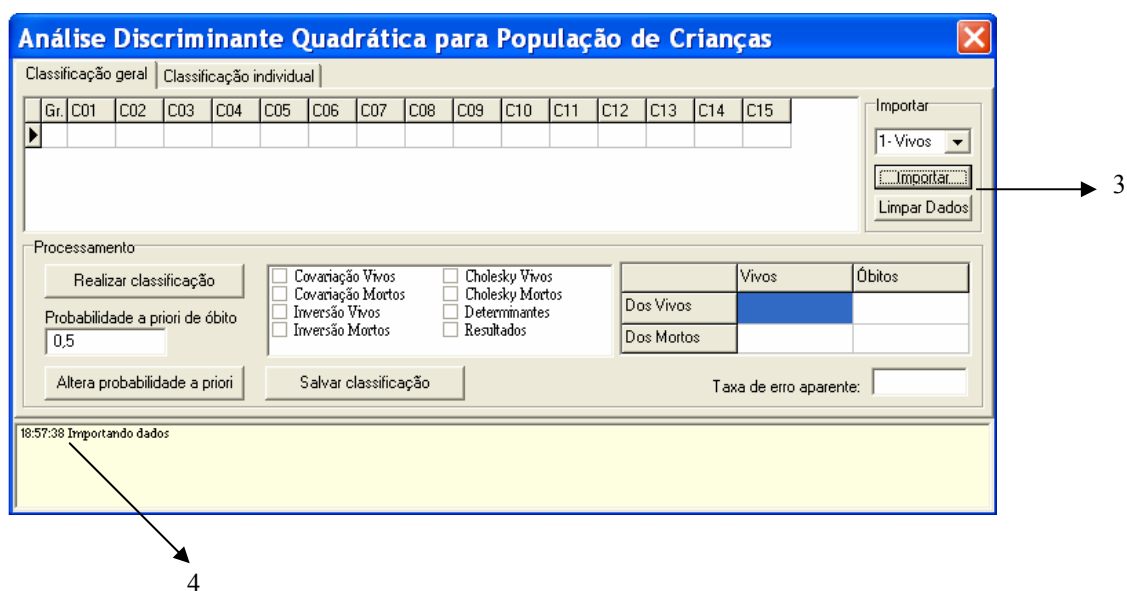 Análise Discriminante Quadrática para População de Crianças
Classificação geral Classificação individual
Gr. C01 C02 C03 C04 C05 C06 C07 C08 C09 C10 C11 C12 C13 C14 C15
Importar
1- Vivos
Importar
Limpar Dados
3
Processamento
Realizar classificação
Probabilidade a priori de óbito
0,5
Altera probabilidade a priori
Covariação Vivos
Covariação Mortos
Inversão Vivos
Inversão Mortos
Cholesky Vivos
Cholesky Mortos
Determinantes
Resultados
Salvar classificação
Vivos Óbitos
Dos Vivos
Dos Mortos
Taxa de erro aparente:
18:57:38 Importando dados
4